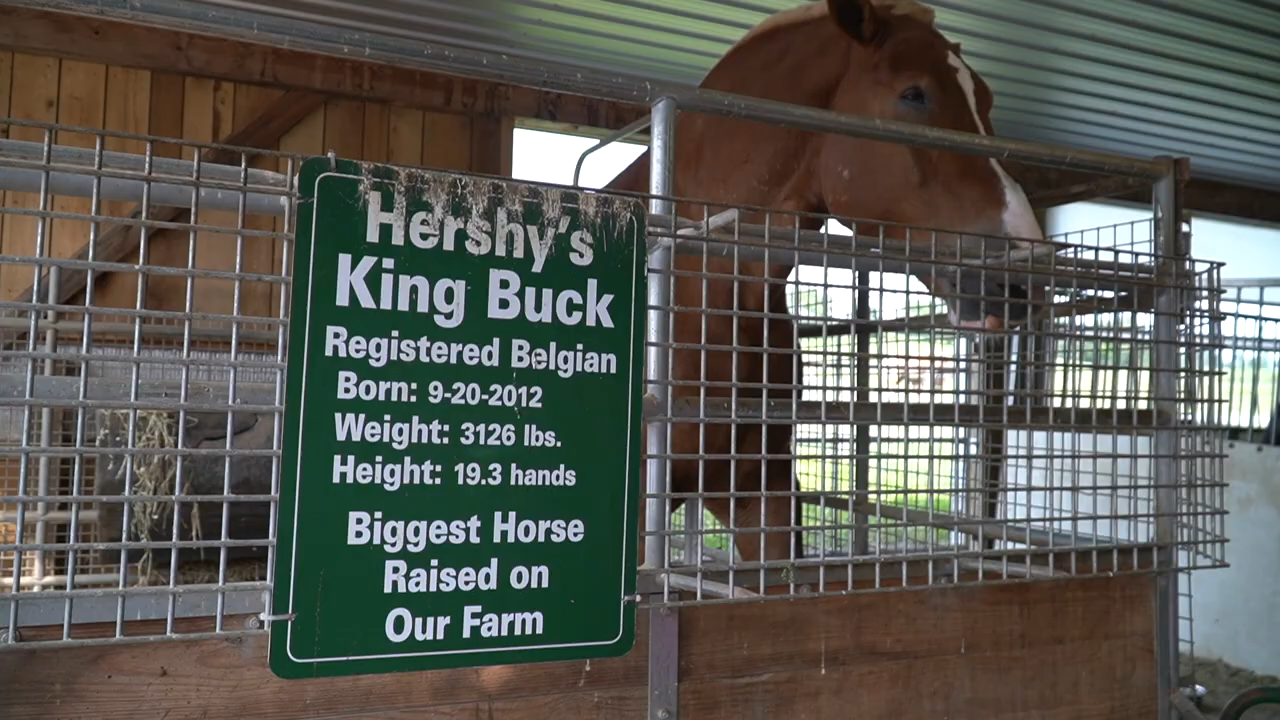 Hershy's
King Buck
Registered Belgian
Born: 9-20-2012
Weight: 3126 lbs.
Height: 19.3 hands
Biggest Horse
Raised on
Our Farm